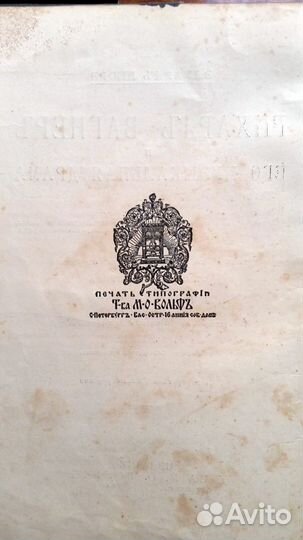 РИХАРДЪ ВАГНЕРЪ
И
ПЕЧАТЬ ТИПОГРАФІИ
Т-ва М·О·ВОЛЬФЪ
С-ПЕТЕРБУРГЪ· ВАС· ОСТР· 16 ЛИНІЯ СОБ· ДОМЪ
Avito